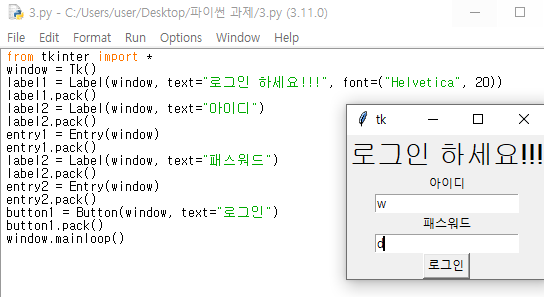 3.py - C:/Users/user/Desktop/파이썬 과제/3.py (3.11.0)
File Edit Format Run Options Window Help
from tkinter import *
window = Tk()
label1 = Label(window, text="로그인 하세요!!!", font=("Helvetica", 20))
label1.pack()
label2 = Label(window, text="아이디")
label2.pack()
entry1 = Entry(window)
entry1.pack()
label2 = Label(window, text="패스워드")
label2.pack()
entry2 = Entry(window)
entry2.pack()
button1 = Button(window, text="로그인")
button1.pack()
window.mainloop()
tk
로그인 하세요!!!
아이디
w
패스워드
d
로그인